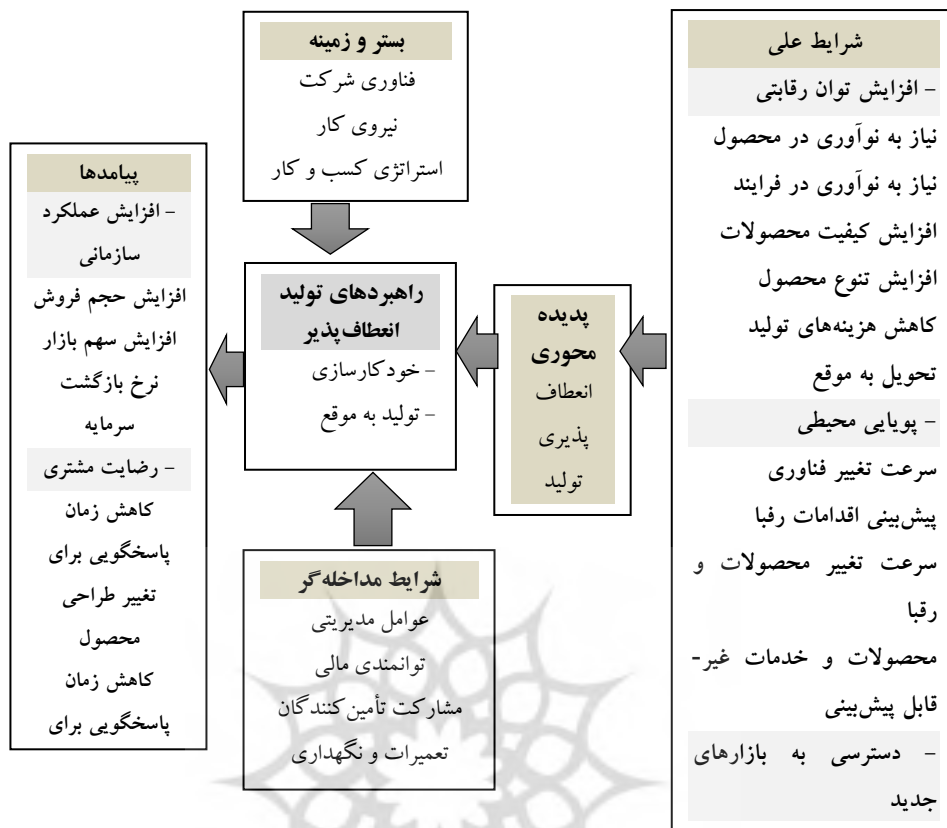 شرایط علی
- افزایش توان رقابتی
نیاز به نوآوری در محصول
نیاز به نوآوری در فرایند
افزایش کیفیت محصولات
افزایش تنوع محصول
کاهش هزینه‌های تولید
تحویل به موقع
- پویایی محیطی
سرعت تغییر فناوری
پیش‌بینی اقدامات رفبا
سرعت تغییر محصولات و
رقبا
محصولات و خدمات غیر-
قابل پیش‌بینی
- دسترسی به بازارهای
جدید
پدیده
محوری
انعطاف
پذیری
تولید
بستر و زمینه
فناوری شرکت
نیروی کار
استراتژی کسب و کار
راهبردهای تولید
انعطاف‌پذیر
- خودکارسازی
- تولید به موقع
شرایط مداخله‌گر
عوامل مدیریتی
توانمندی مالی
مشارکت تأمین‌کنندگان
تعمیرات و نگهداری
پیامدها
- افزایش عملکرد
سازمانی
افزایش حجم فروش
افزایش سهم بازار
نرخ بازگشت
سرمایه
- رضایت مشتری
کاهش زمان
پاسخگویی برای
تغییر طراحی
محصول
کاهش زمان
پاسخگویی برای